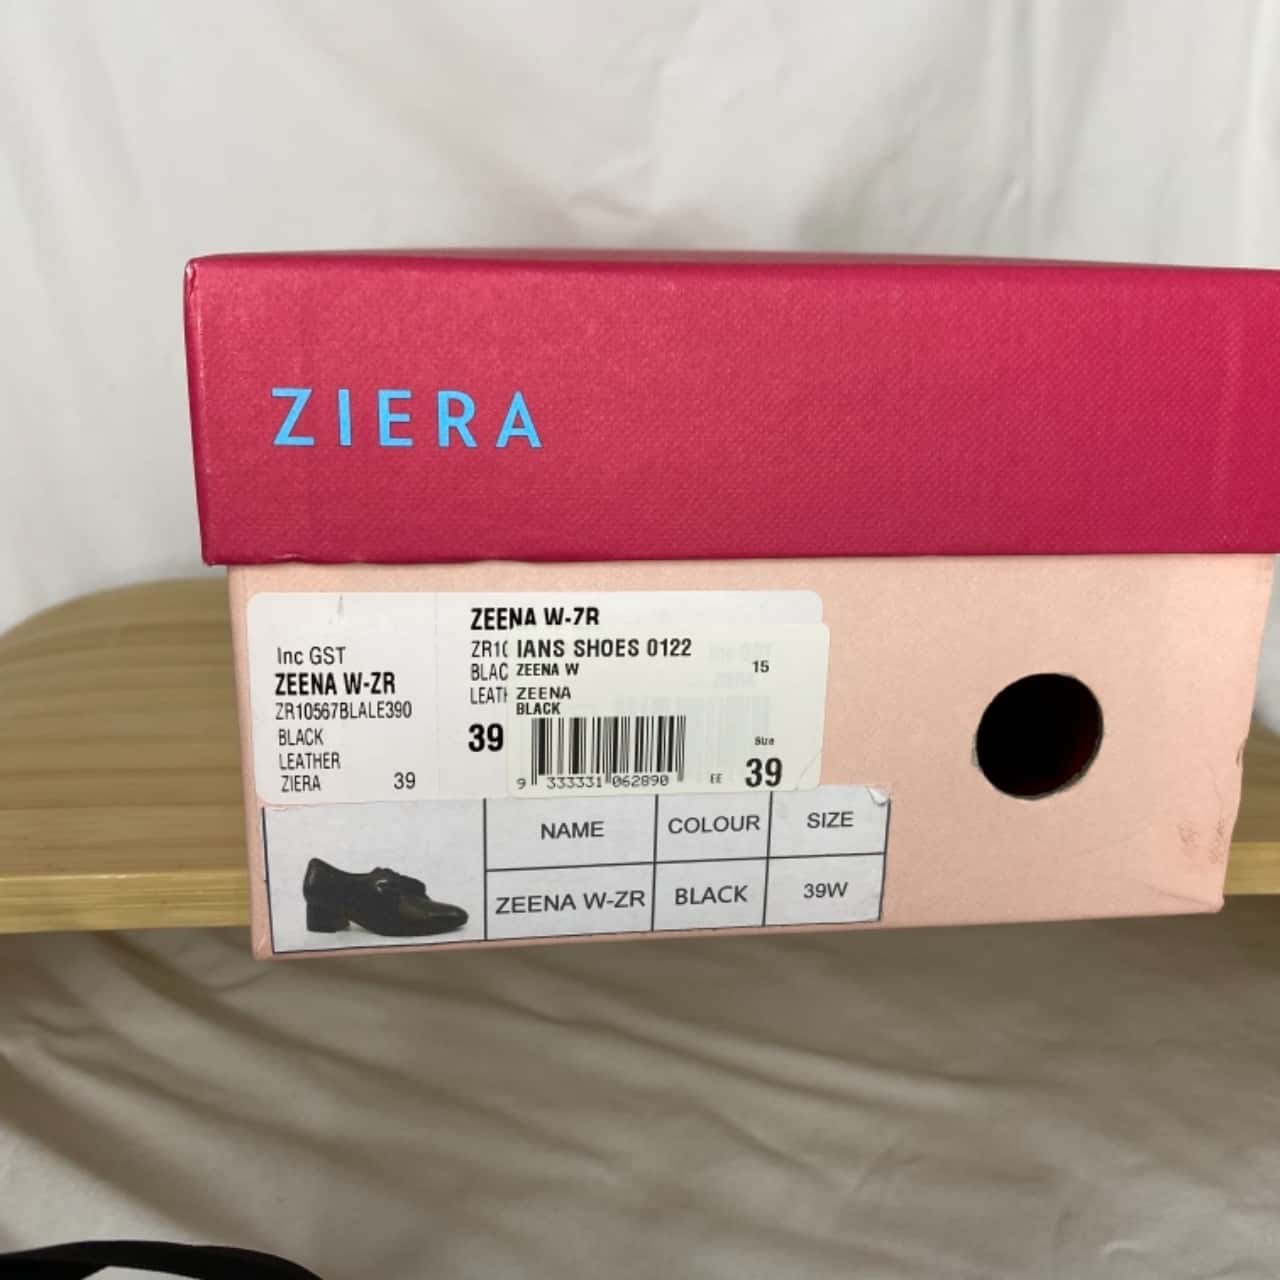 ZIERA
Inc GST
ZEENA W-ZR
ZR10567BLALE390
BLACK
LEATHER
ZIERA 39
ZEENA W-ZR
ZR10
BLAC
LEATH
39
IANS SHOES 0122
ZEENA W 15
ZEENA
BLACK
Size
9 333331 062890 EE 39
NAME COLOUR SIZE
ZEENA W-ZR BLACK 39W